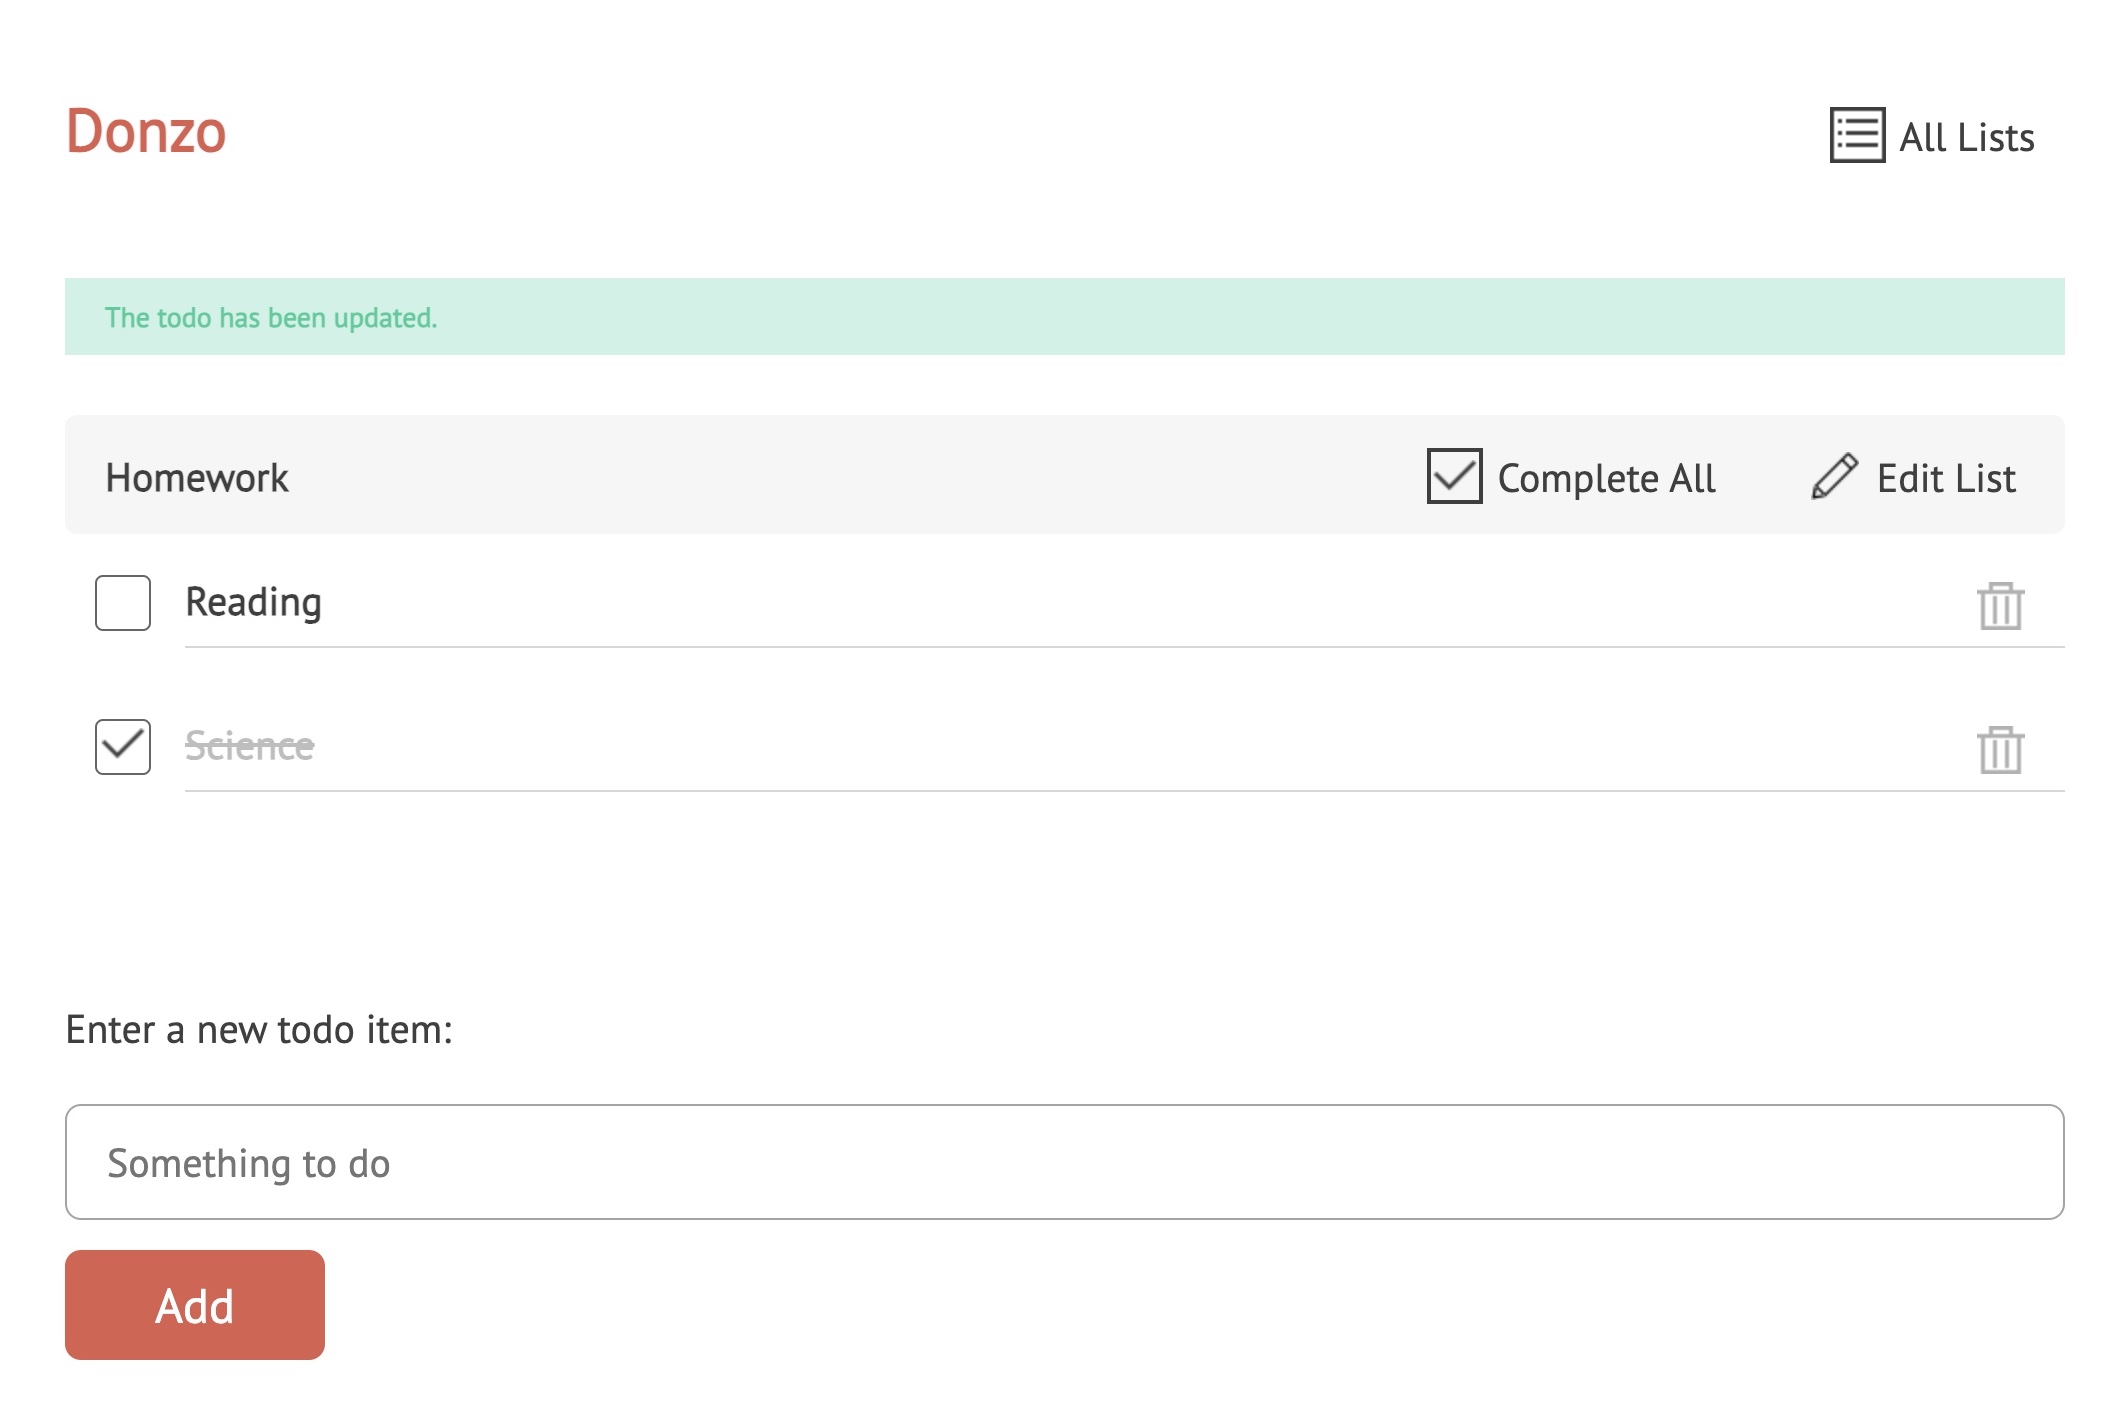 Donzo
All Lists
The todo has been updated.
Homework
Complete All
Edit List
Reading
Science
Enter a new todo item:
Something to do
Add